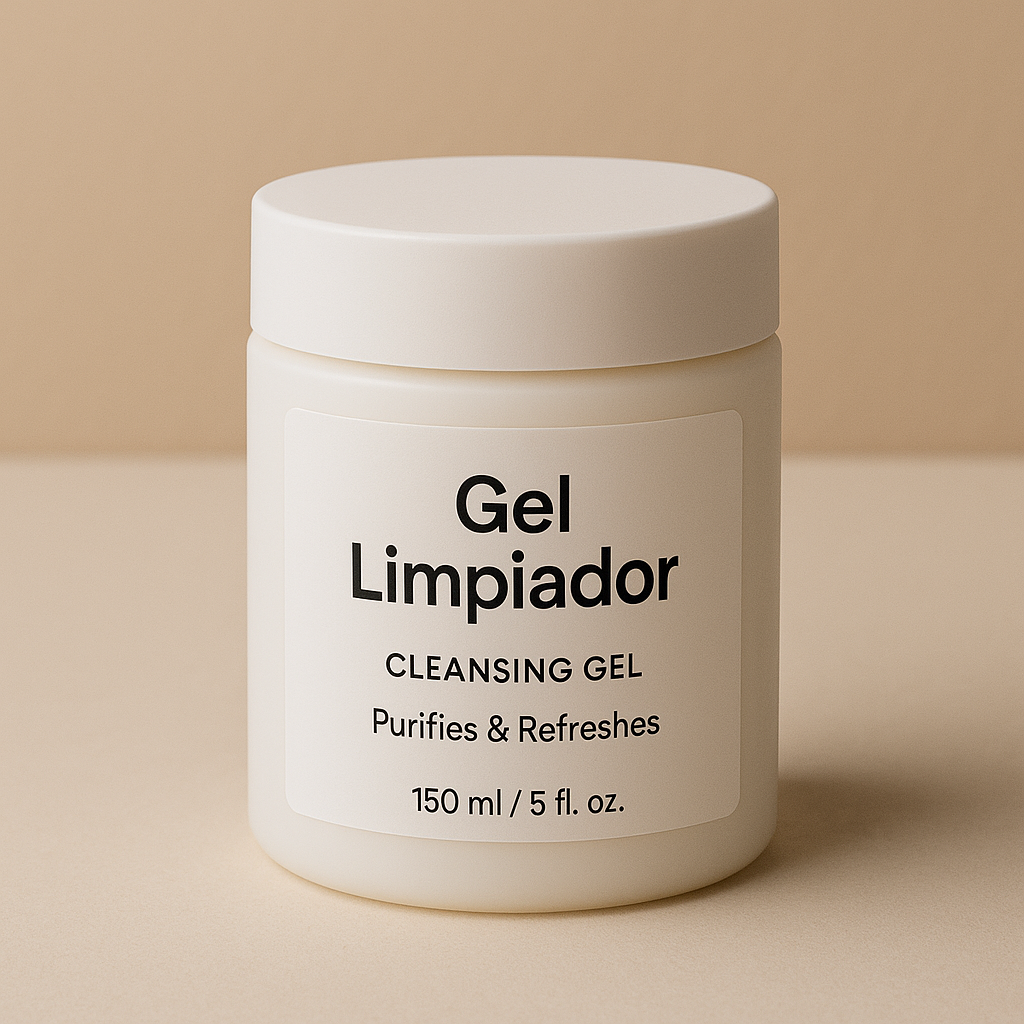 Gel
Limpiador
CLEANSING GEL
Purifies & Refreshes
150 ml / 5 fl. oz.